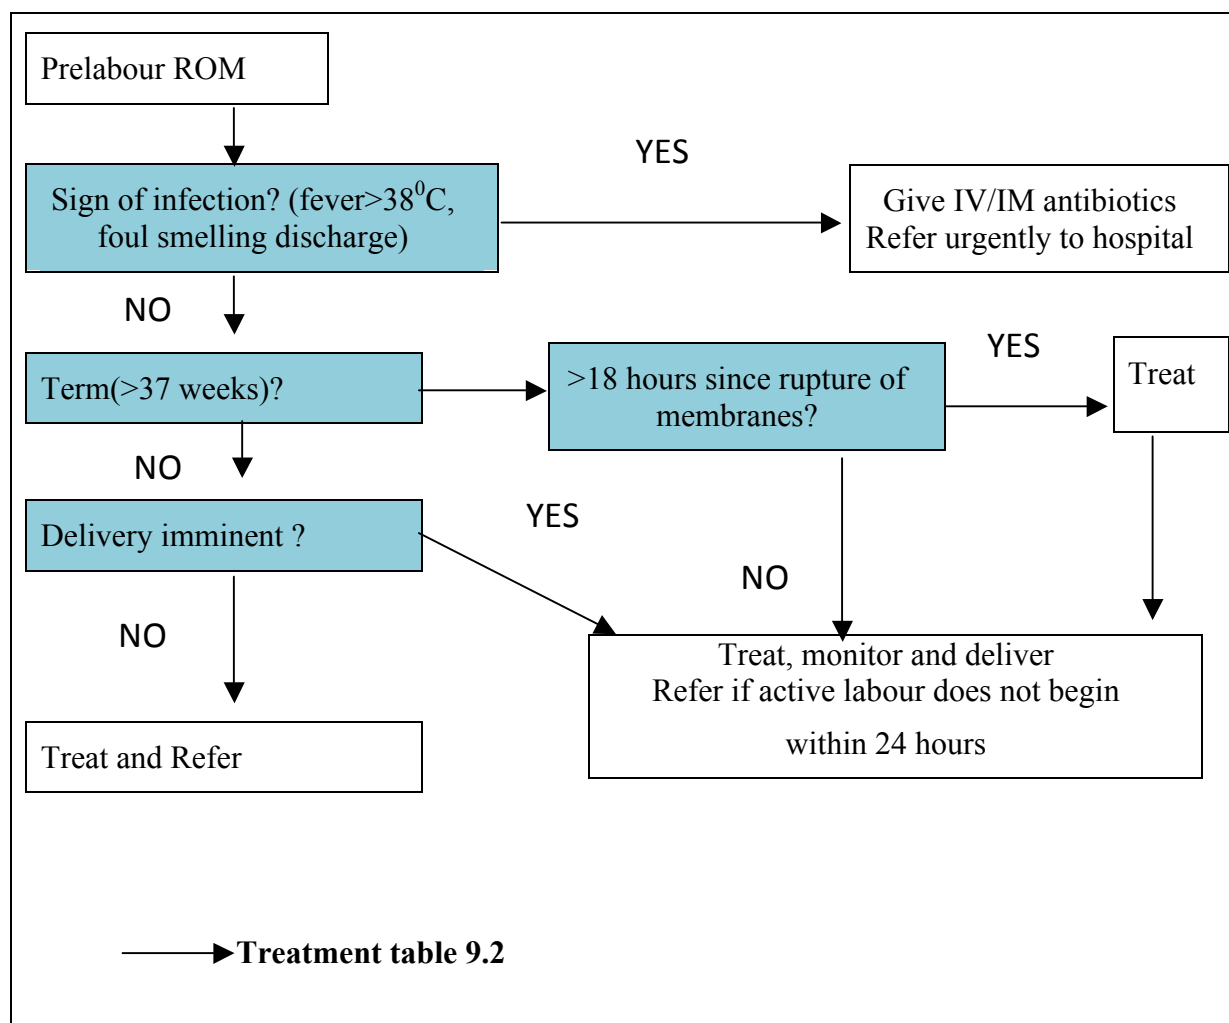 Prelabour ROM
YES
Sign of infection? (fever>38⁰C,
foul smelling discharge)
Give IV/IM antibiotics
Refer urgently to hospital
NO
Term(>37 weeks)?
>18 hours since rupture of
membranes?
YES
Treat
NO
Delivery imminent ?
YES
NO
NO
Treat, monitor and deliver
Refer if active labour does not begin
within 24 hours
Treat and Refer
Treatment table 9.2